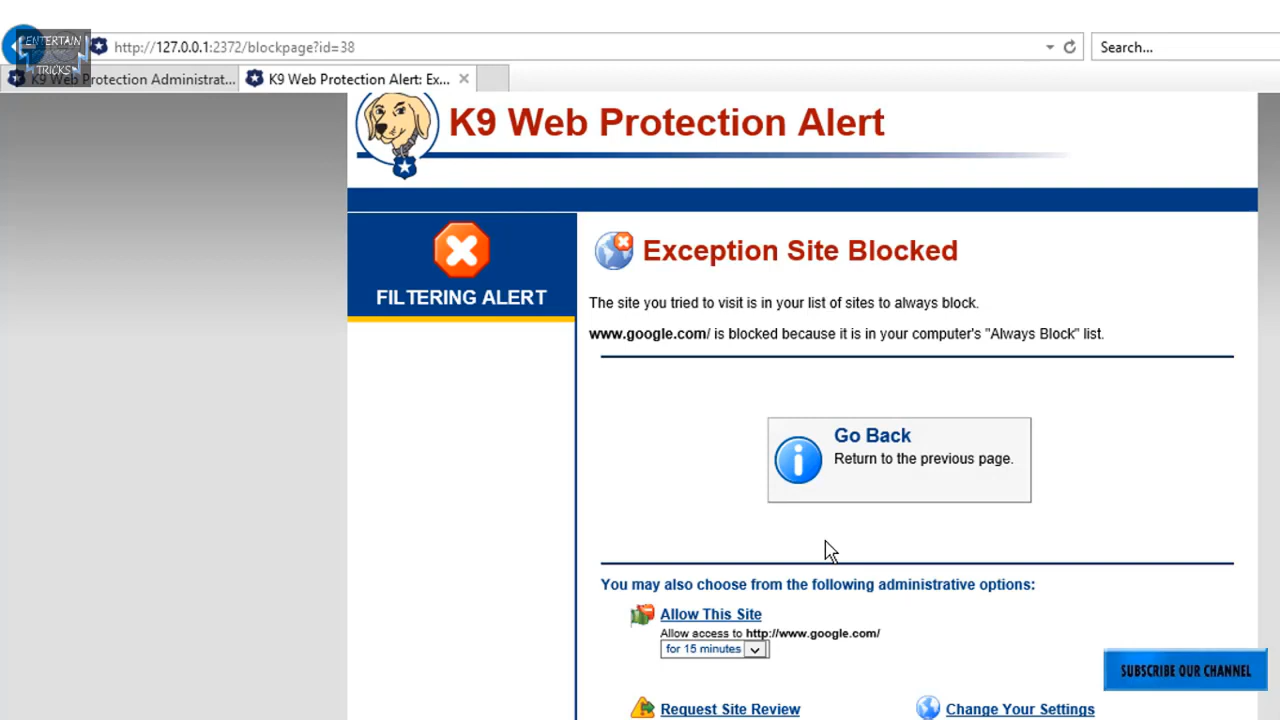 ENTERTAIN
TRICKS
http://127.0.0.1:2372/blockpage?id=38
Search...
K9 Web Protection Administrat...
K9 Web Protection Alert: Ex...
K9 Web Protection Alert
FILTERING ALERT
Exception Site Blocked
The site you tried to visit is in your list of sites to always block.
www.google.com/ is blocked because it is in your computer's "Always Block" list.
Go Back
Return to the previous page.
You may also choose from the following administrative options:
Allow This Site
Allow access to http://www.google.com/
for 15 minutes
SUBSCRIBE OUR CHANNEL
Request Site Review
Change Your Settings